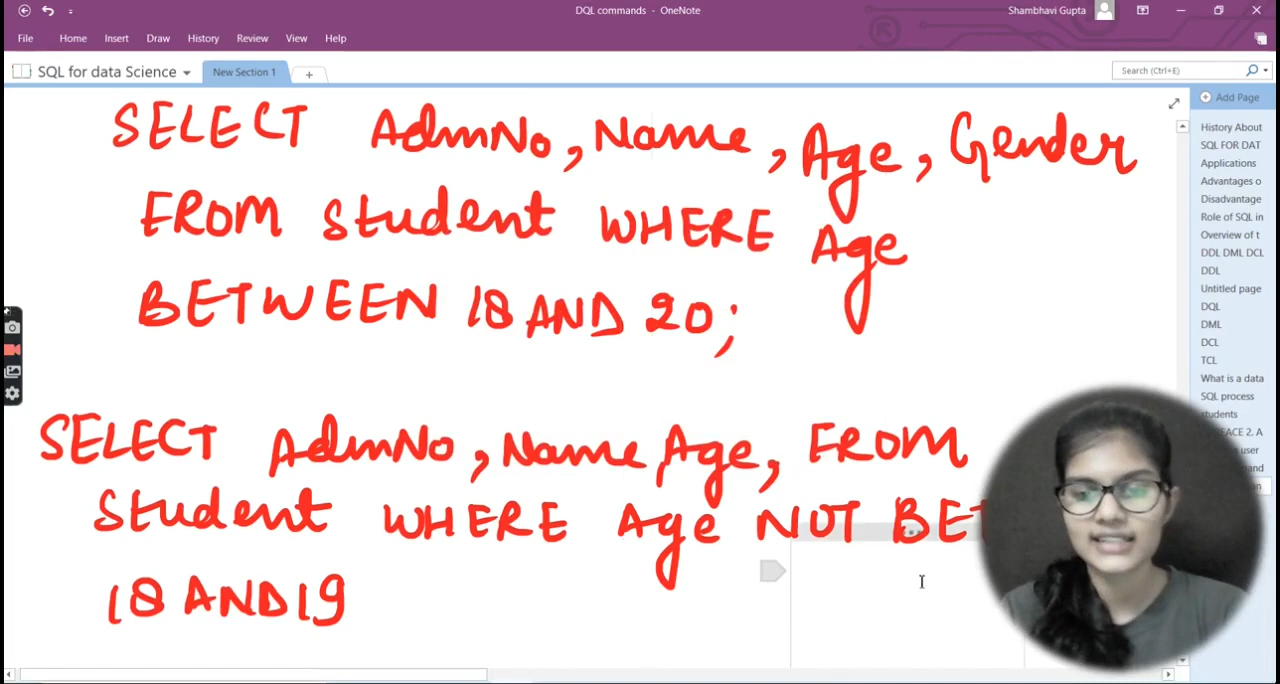 DQL commands - OneNote
Shambhavi Gupta
File Home Insert Draw History Review View Help
SQL for data Science
New Section 1
Search (Ctrl+E)
SELECT AdmNo, Name, Age, Gender
FROM Student WHERE Age
BETWEEN 18 AND 20;
SELECT AdmNo, Name, Age, FROM
Student WHERE Age NOT BET
18 AND 19
Add Page
History About
SQL FOR DAT
Applications
Advantages o
Disadvantage
Role of SQL in
Overview of t
DDL DML DCL
DDL
Untitled page
DQL
DML
DCL
TCL
What is a data
SQL process
students
FACE 2. A
user